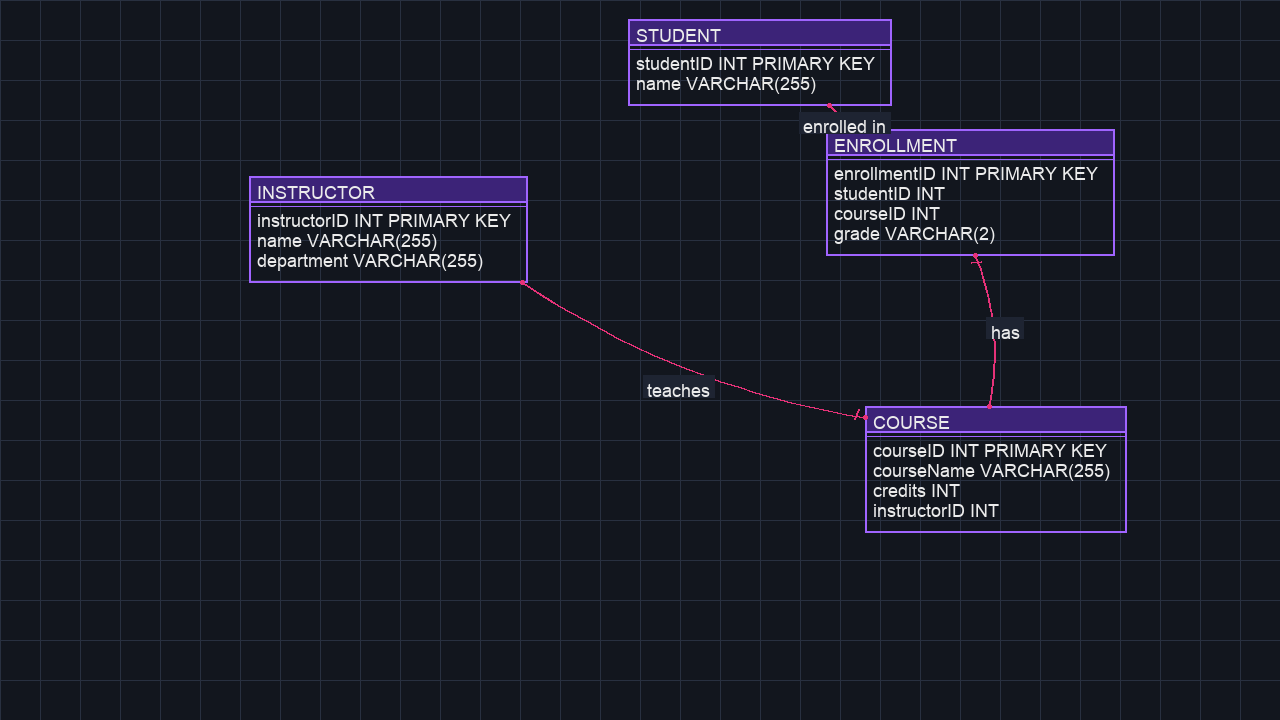 STUDENT
studentID INT PRIMARY KEY
name VARCHAR(255)
enrolled in
ENROLLMENT
enrollmentID INT PRIMARY KEY
studentID INT
courseID INT
grade VARCHAR(2)
INSTRUCTOR
instructorID INT PRIMARY KEY
name VARCHAR(255)
department VARCHAR(255)
has
teaches
COURSE
courseID INT PRIMARY KEY
courseName VARCHAR(255)
credits INT
instructorID INT